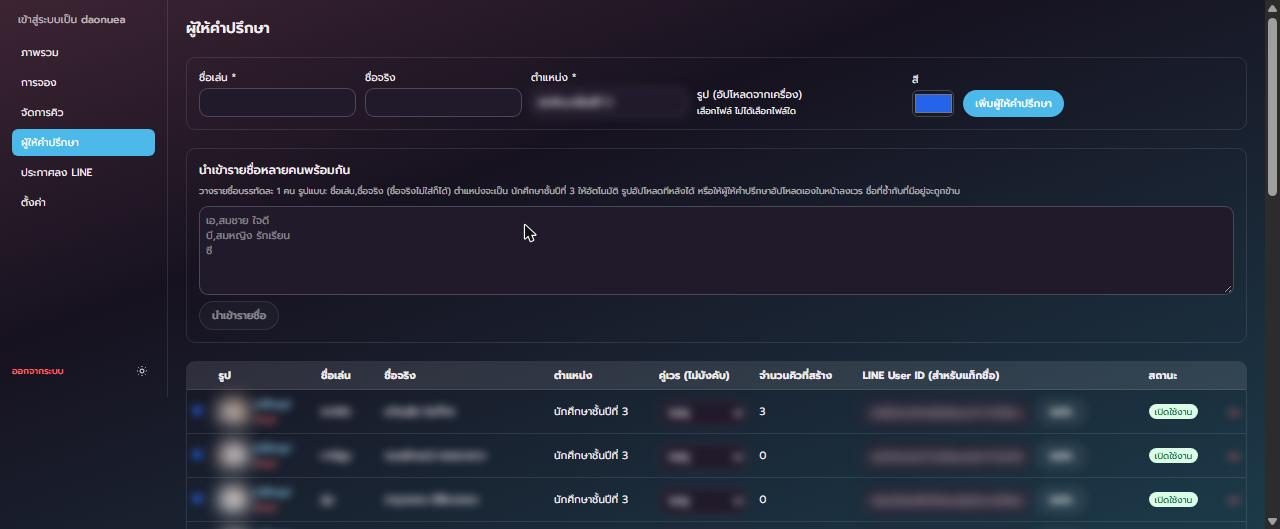 เข้าสู่ระบบเป็น daonuea
ภาพรวม
การจอง
จัดการคิว
ผู้ให้คำปรึกษา
ประกาศลง LINE
ตั้งค่า
ออกจากระบบ
ผู้ให้คำปรึกษา
ชื่อเล่น *
ชื่อจริง
ตำแหน่ง *
รูป (อัปโหลดจากเครื่อง)
เลือกไฟล์ ไม่ได้เลือกไฟล์ใด
สี
เพิ่มผู้ให้คำปรึกษา
นำเข้ารายชื่อหลายคนพร้อมกัน
วางรายชื่อบรรทัดละ 1 คน รูปแบบ: ชื่อเล่น,ชื่อจริง (ชื่อจริงไม่ใส่ก็ได้) ตำแหน่งจะเป็น นักศึกษาชั้นปีที่ 3 ให้อัตโนมัติ รูปอัปโหลดทีหลังได้ หรือให้ผู้ให้คำปรึกษาอัปโหลดเองในหน้าลงเวร ชื่อที่ซ้ำกับที่มีอยู่จะถูกข้าม
เอ,สมชาย ใจดี
บี,สมหญิง รักเรียน
ซี
นำเข้ารายชื่อ
รูป ชื่อเล่น ชื่อจริง ตำแหน่ง คู่เวร (ไม่บังคับ) จำนวนคิวที่สร้าง LINE User ID (สำหรับแท็กชื่อ) สถานะ
นักศึกษาชั้นปีที่ 3 3 เปิดใช้งาน
นักศึกษาชั้นปีที่ 3 0 เปิดใช้งาน
นักศึกษาชั้นปีที่ 3 0 เปิดใช้งาน